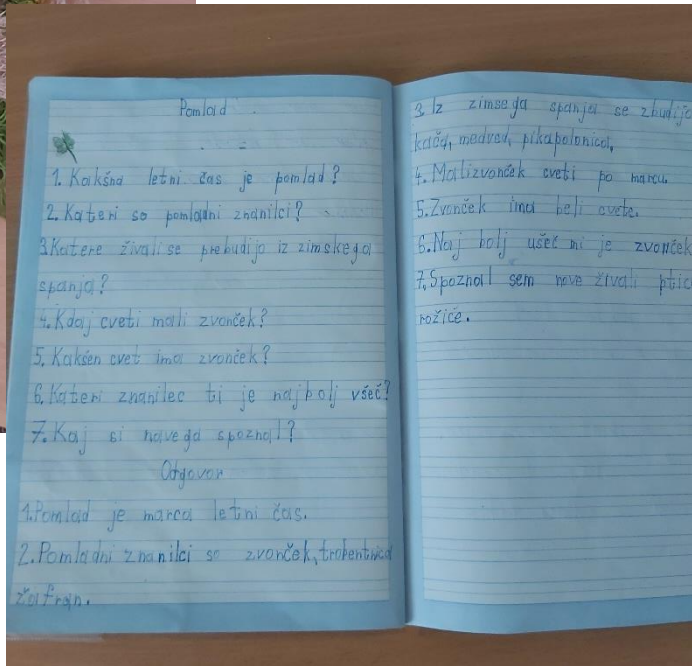 Pomlad
1. Kakšna letni čas je pomlad?
2. Kateri so pomladni znanilci?
3. Katere živali se prebudijo iz zimskega
spanja?
4. Kdaj cveti mali zvonček?
5. Kakšen cvet ima zvonček?
6. Kateri znanilec ti je najbolj všeč?
7. Kaj si navega spoznal?
Odgovor
1. Pomlad je marca letni čas.
2. Pomladni znanilci so zvonček, trobentica
žafran.
3. Iz zimsega spanja se zbudijo
kača, medved, pikapolonica,
4. Malizvonček cveti po marcu.
5. Zvonček ima beli cvete.
6. Naj bolj ušeč mi je zvonček
7. Spoznal sem nove živali ptic
rožice.